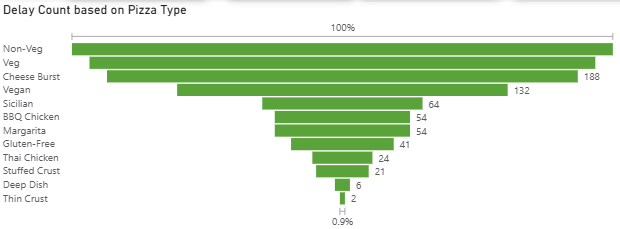 Delay Count based on Pizza Type
100%
Non-Veg
Veg
Cheese Burst 188
Vegan 132
Sicilian 64
BBQ Chicken 54
Margarita 54
Gluten-Free 41
Thai Chicken 24
Stuffed Crust 21
Deep Dish 6
Thin Crust 2
0.9%